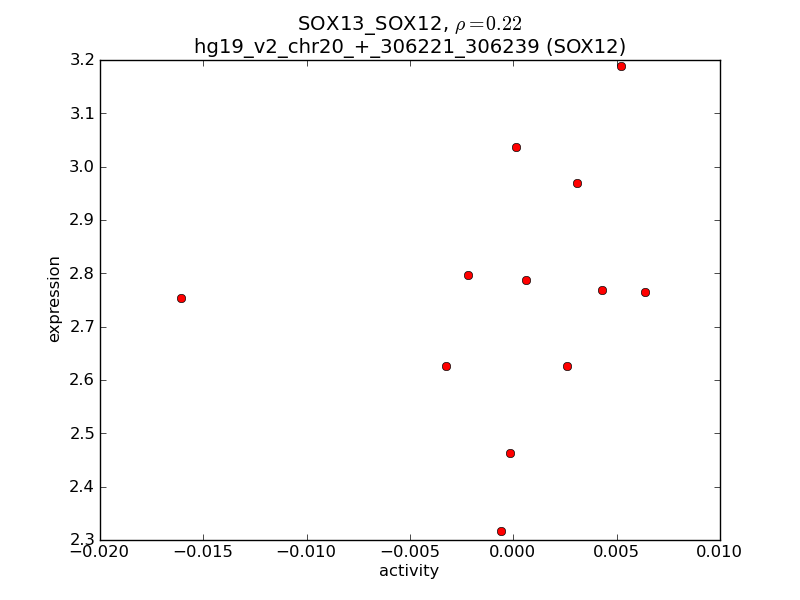 SOX13_SOX12, ρ = 0.22
hg19_v2_chr20_+_306221_306239 (SOX12)
3.2
3.1
3.0
2.9
2.8
2.7
2.6
2.5
2.4
2.3
expression
−0.020 −0.015 −0.010 −0.005 0.000 0.005 0.010
activity